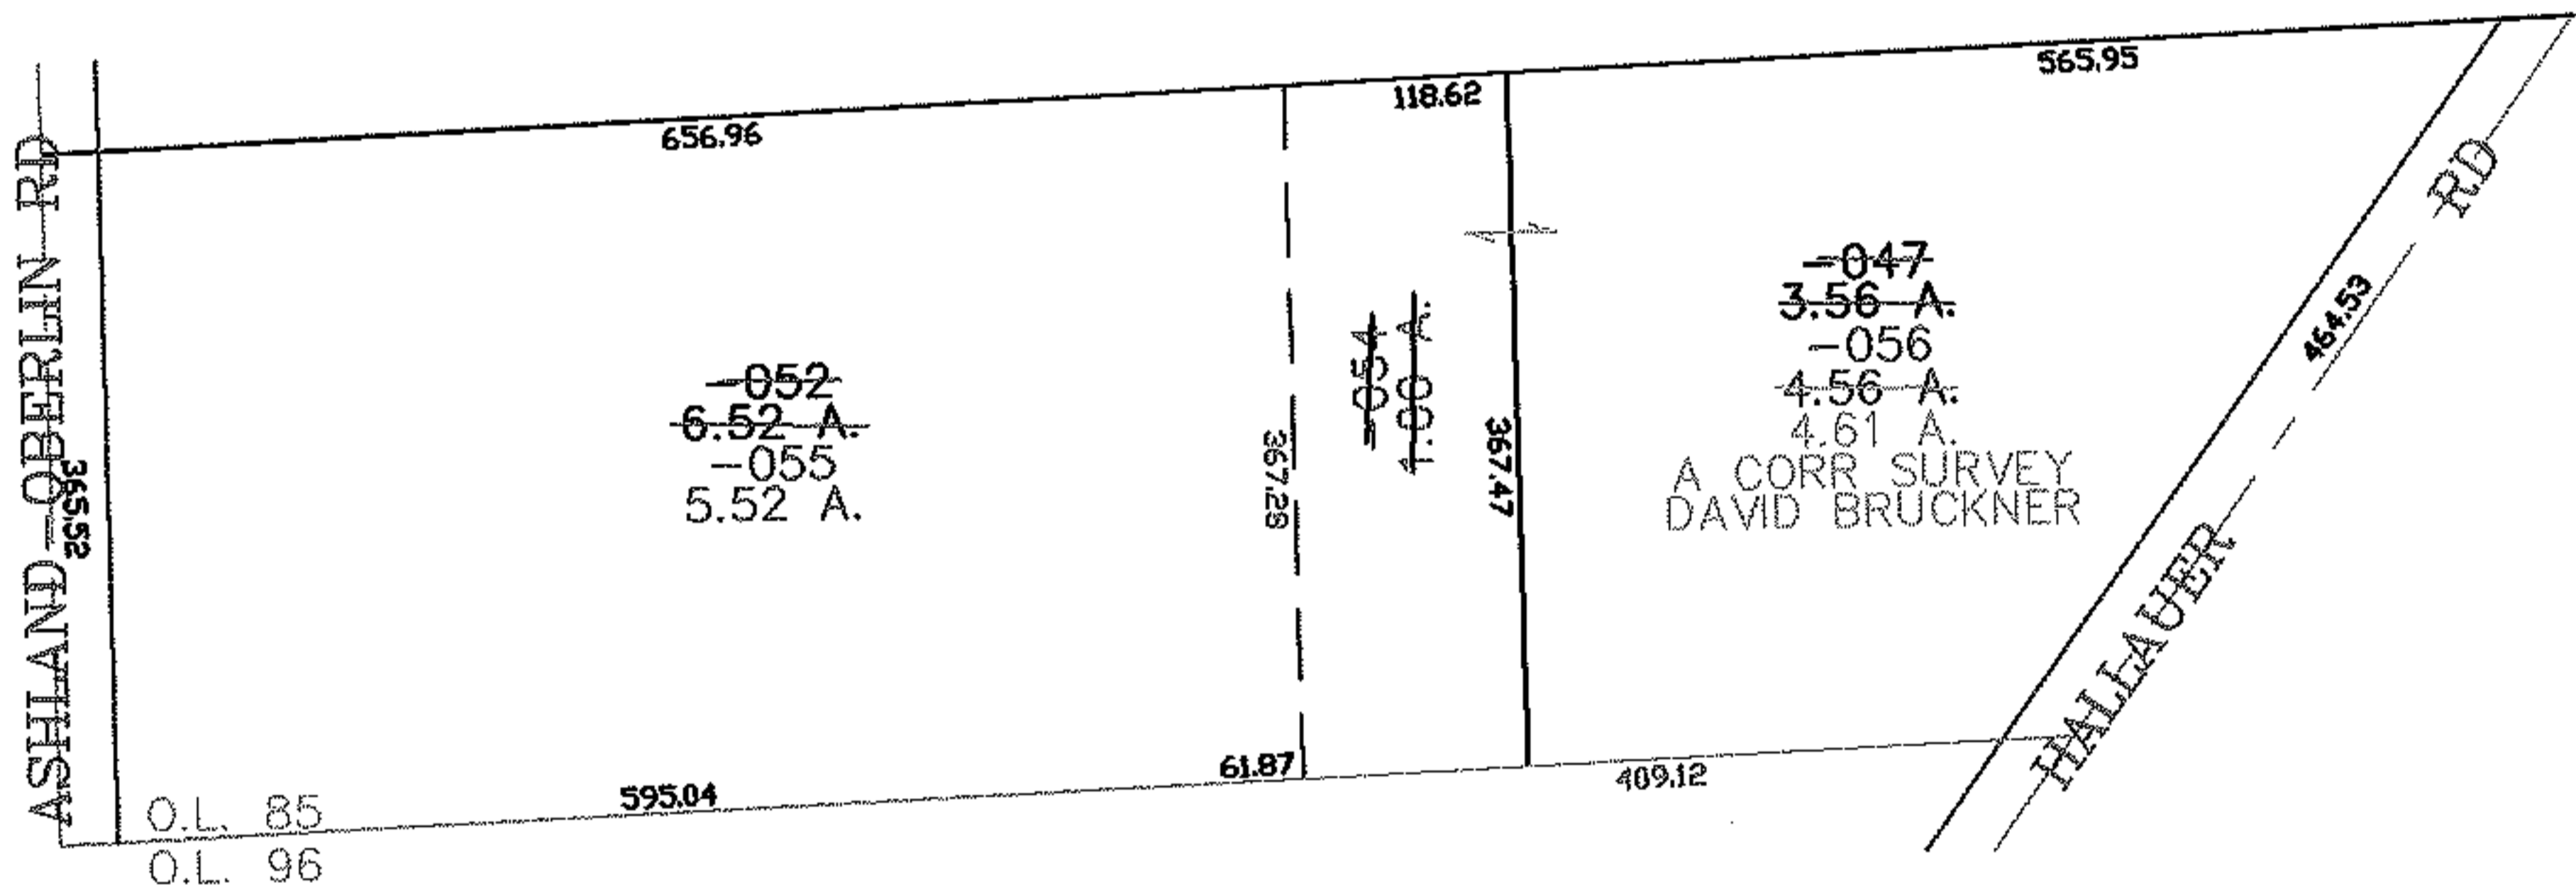 565.95
118.62
656.96
ASHLAND-OBERLIN RD
365.52
-052
6.52 A.
-055
5.52 A.
367.29
-054
1.00 A.
367.47
-047
3.56 A.
-056
4.56 A.
4.61 A.
A CORR SURVEY
DAVID BRUCKNER
464.53
HALLAUER RD
61.87
595.04
409.12
O.L. 85
O.L. 96